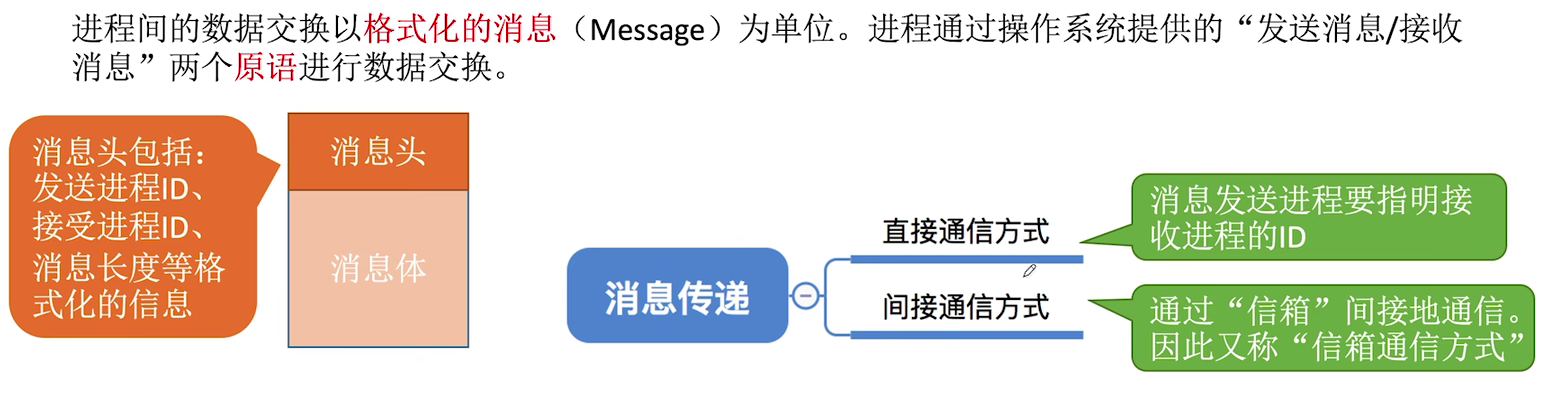 进程间的数据交换以格式化的消息（Message）为单位。进程通过操作系统提供的“发送消息/接收
消息”两个原语进行数据交换。
消息头包括：
发送进程ID、
接受进程ID、
消息长度等格
式化的信息
消息头
消息体
消息传递
直接通信方式
间接通信方式
消息发送进程要指明接
收进程的ID
通过“信箱”间接地通信。
因此又称“信箱通信方式”